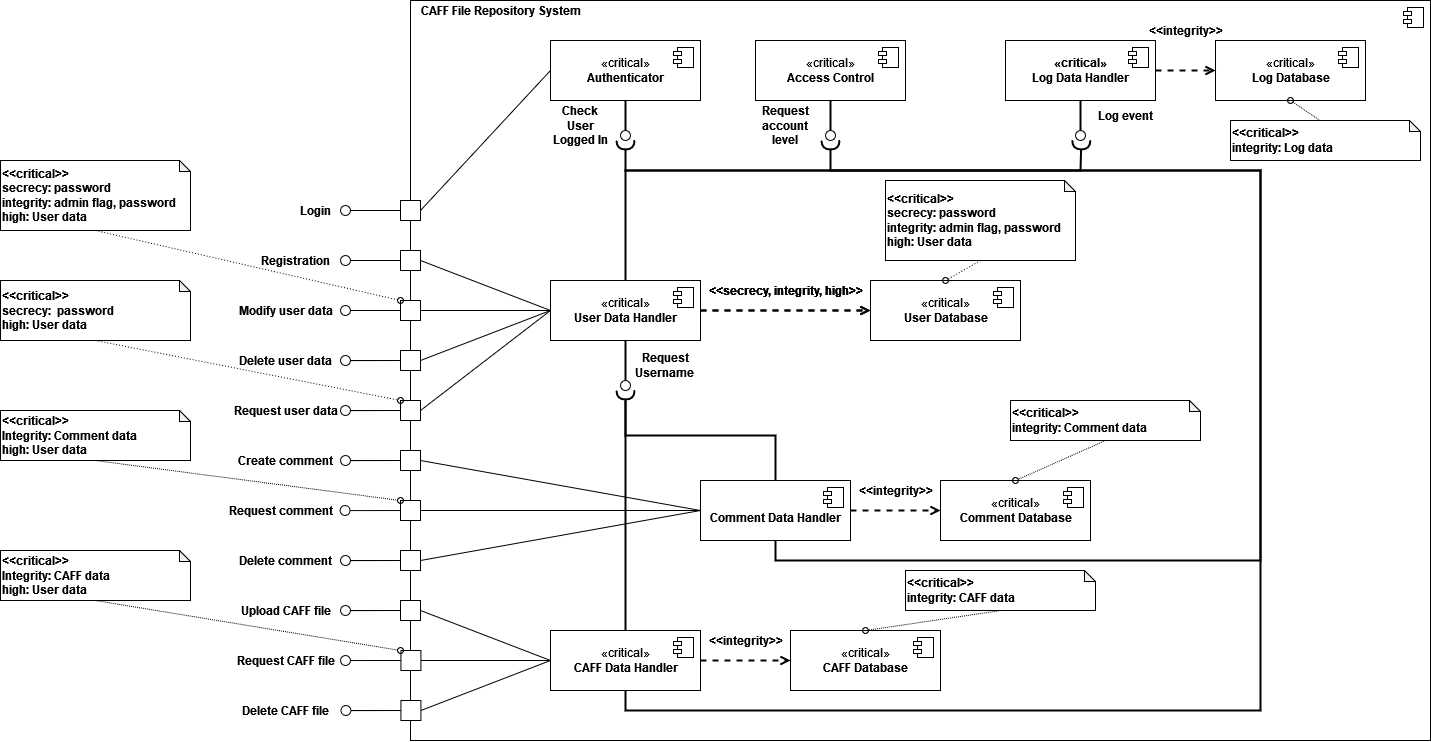 CAFF File Repository System
<<integrity>>
«critical»
Authenticator
«critical»
Access Control
«critical»
Log Data Handler
«critical»
Log Database
Check
User
Logged In
Request
account
level
Log event
<<critical>>
integrity: Log data
<<critical>>
secrecy: password
integrity: admin flag, password
high: User data
<<critical>>
secrecy: password
integrity: admin flag, password
high: User data
Login
Registration
<<critical>>
secrecy:  password
high: User data
Modify user data
«critical»
User Data Handler
<<secrecy, integrity, high>>
«critical»
User Database
Delete user data
Request
Username
Request user data
<<critical>>
Integrity: Comment data
high: User data
<<critical>>
integrity: Comment data
Create comment
Request comment
Comment Data Handler
<<integrity>>
«critical»
Comment Database
Delete comment
<<critical>>
Integrity: CAFF data
high: User data
<<critical>>
integrity: CAFF data
Upload CAFF file
Request CAFF file
«critical»
CAFF Data Handler
<<integrity>>
«critical»
CAFF Database
Delete CAFF file